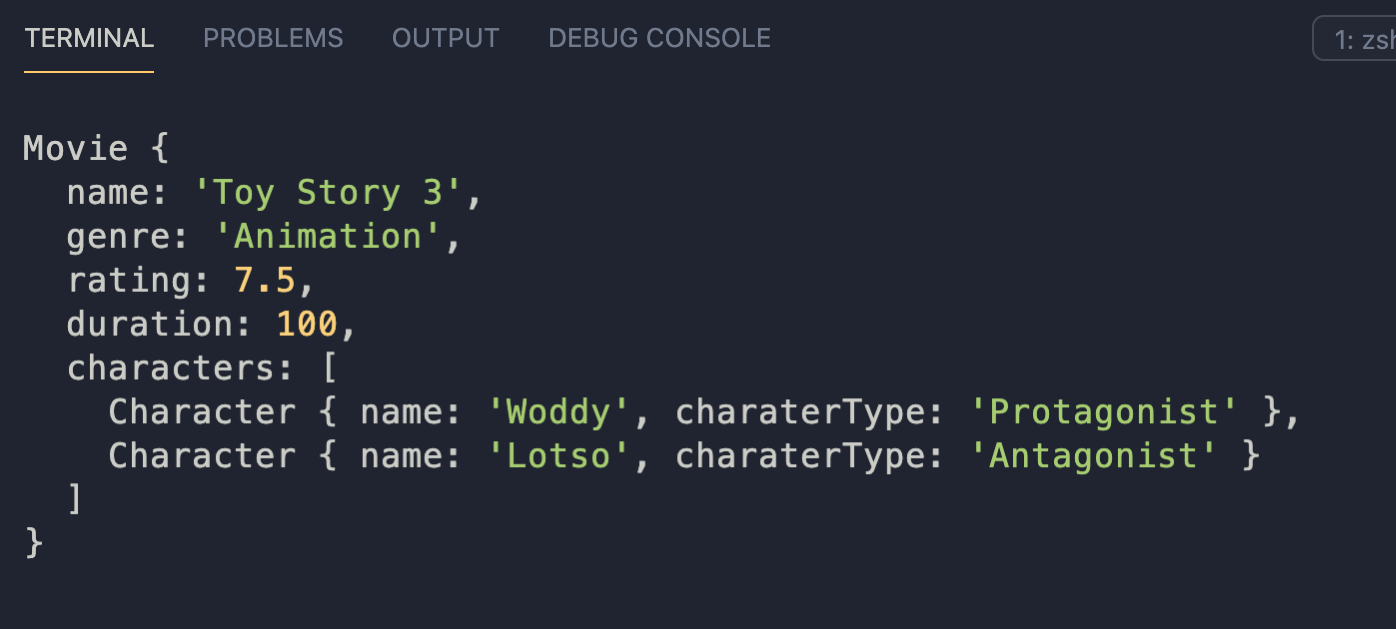 TERMINAL PROBLEMS OUTPUT DEBUG CONSOLE 1: zsh
Movie {
  name: 'Toy Story 3',
  genre: 'Animation',
  rating: 7.5,
  duration: 100,
  characters: [
    Character { name: 'Woddy', charaterType: 'Protagonist' },
    Character { name: 'Lotso', charaterType: 'Antagonist' }
  ]
}